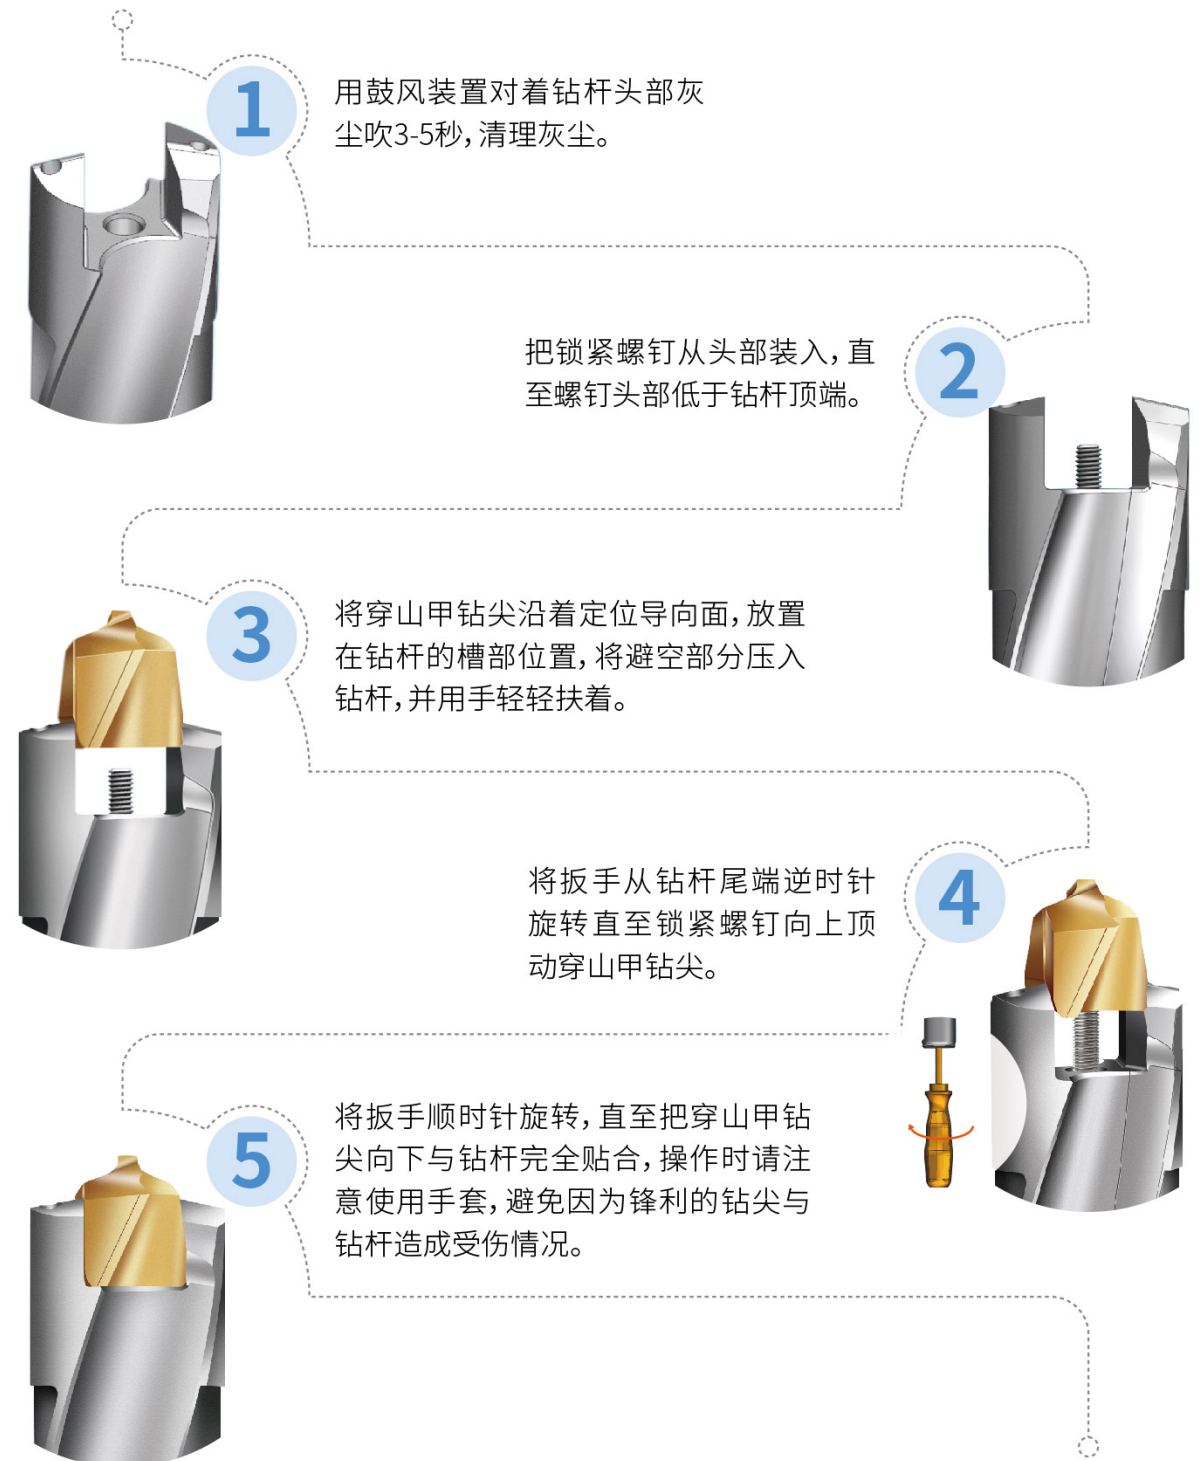 1
用鼓风装置对着钻杆头部灰
尘吹3-5秒，清理灰尘。
2
把锁紧螺钉从头部装入，直
至螺钉头部低于钻杆顶端。
3
将穿山甲钻尖沿着定位导向面，放置
在钻杆的槽部位置，将避空部分压入
钻杆，并用手轻轻扶着。
4
将扳手从钻杆尾端逆时针
旋转直至锁紧螺钉向上顶
动穿山甲钻尖。
5
将扳手顺时针旋转，直至把穿山甲钻
尖向下与钻杆完全贴合，操作时请注
意使用手套，避免因为锋利的钻尖与
钻杆造成受伤情况。